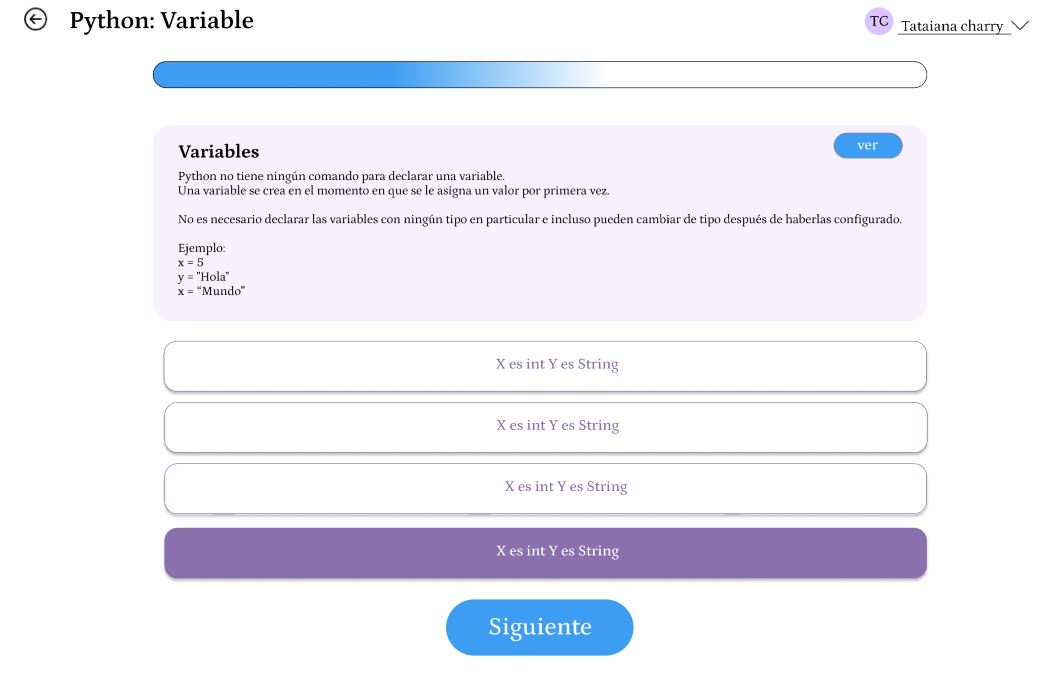 Python: Variable
TC Tataiana charry
Variables
ver
Python no tiene ningún comando para declarar una variable.
Una variable se crea en el momento en que se le asigna un valor por primera vez.
No es necesario declarar las variables con ningún tipo en particular e incluso pueden cambiar de tipo después de haberlas configurado.
Ejemplo:
x = 5
y = "Hola"
x = “Mundo”
X es int Y es String
X es int Y es String
X es int Y es String
X es int Y es String
Siguiente